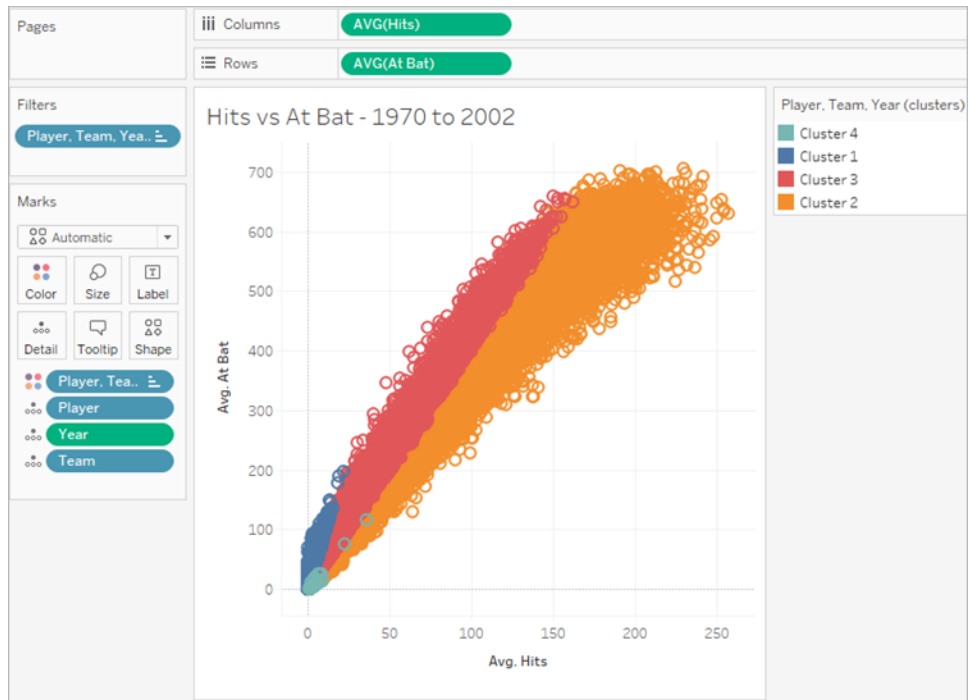 Pages
Columns
AVG(Hits)
Rows
AVG(At Bat)
Filters
Player, Team, Yea..
Marks
Automatic
Color
Size
Label
Detail
Tooltip
Shape
Player, Tea..
Player
Year
Team
Hits vs At Bat - 1970 to 2002
700
600
500
400
300
200
100
0
Avg. At Bat
0 50 100 150 200 250
Avg. Hits
Player, Team, Year (clusters)
Cluster 4
Cluster 1
Cluster 3
Cluster 2